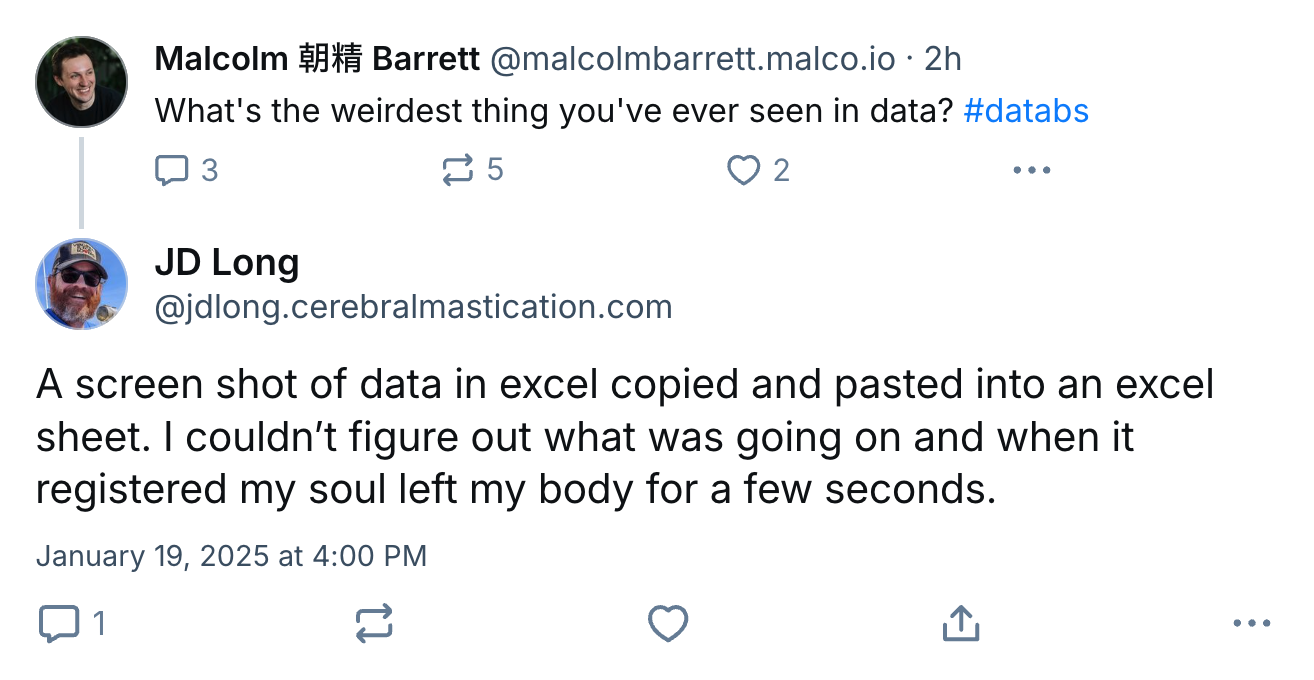 Malcolm 朝精 Barrett @malcolmbarrett.malco.io · 2h
What's the weirdest thing you've ever seen in data? #databs
3 5 2
JD Long
@jdlong.cerebralmastication.com
A screen shot of data in excel copied and pasted into an excel
sheet. I couldn’t figure out what was going on and when it
registered my soul left my body for a few seconds.
January 19, 2025 at 4:00 PM
1